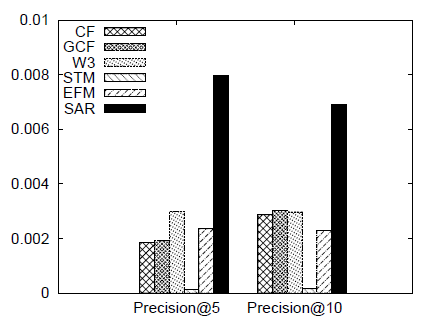 0.01
0.008
0.006
0.004
0.002
0
CF
GCF
W3
STM
EFM
SAR
Precision@5 Precision@10